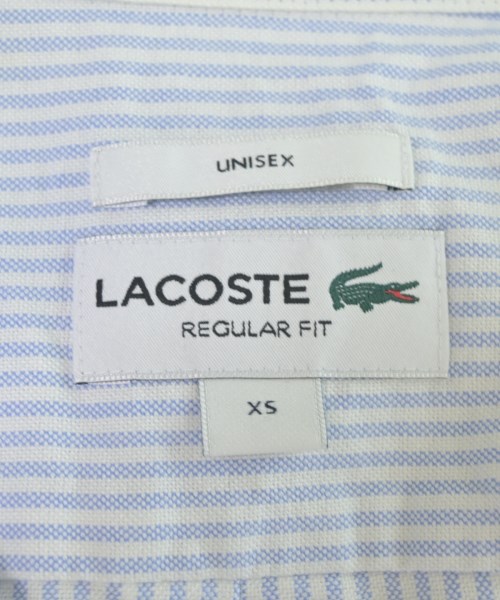 UNISEX
LACOSTE
REGULAR FIT
XS